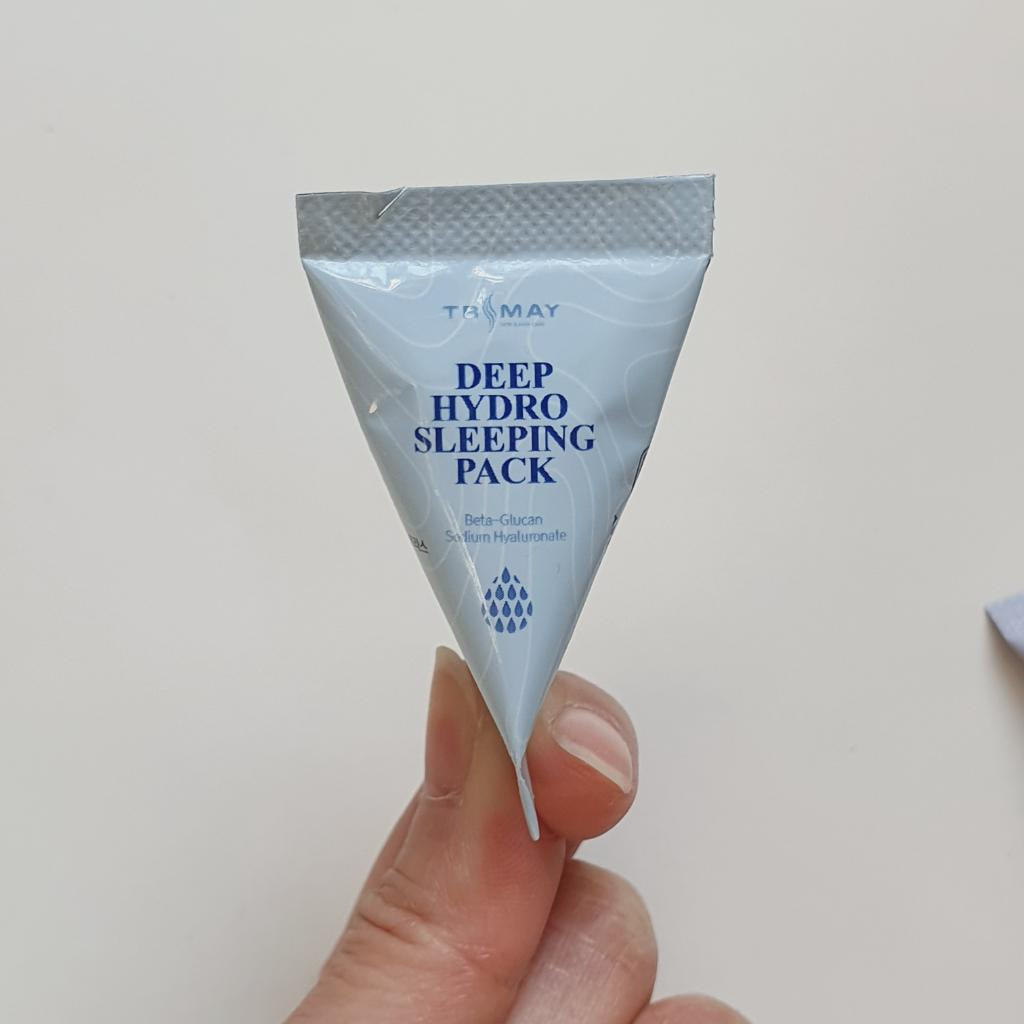 TRIMAY
DEEP
HYDRO
SLEEPING
PACK
Beta-Glucan
Sodium Hyaluronate